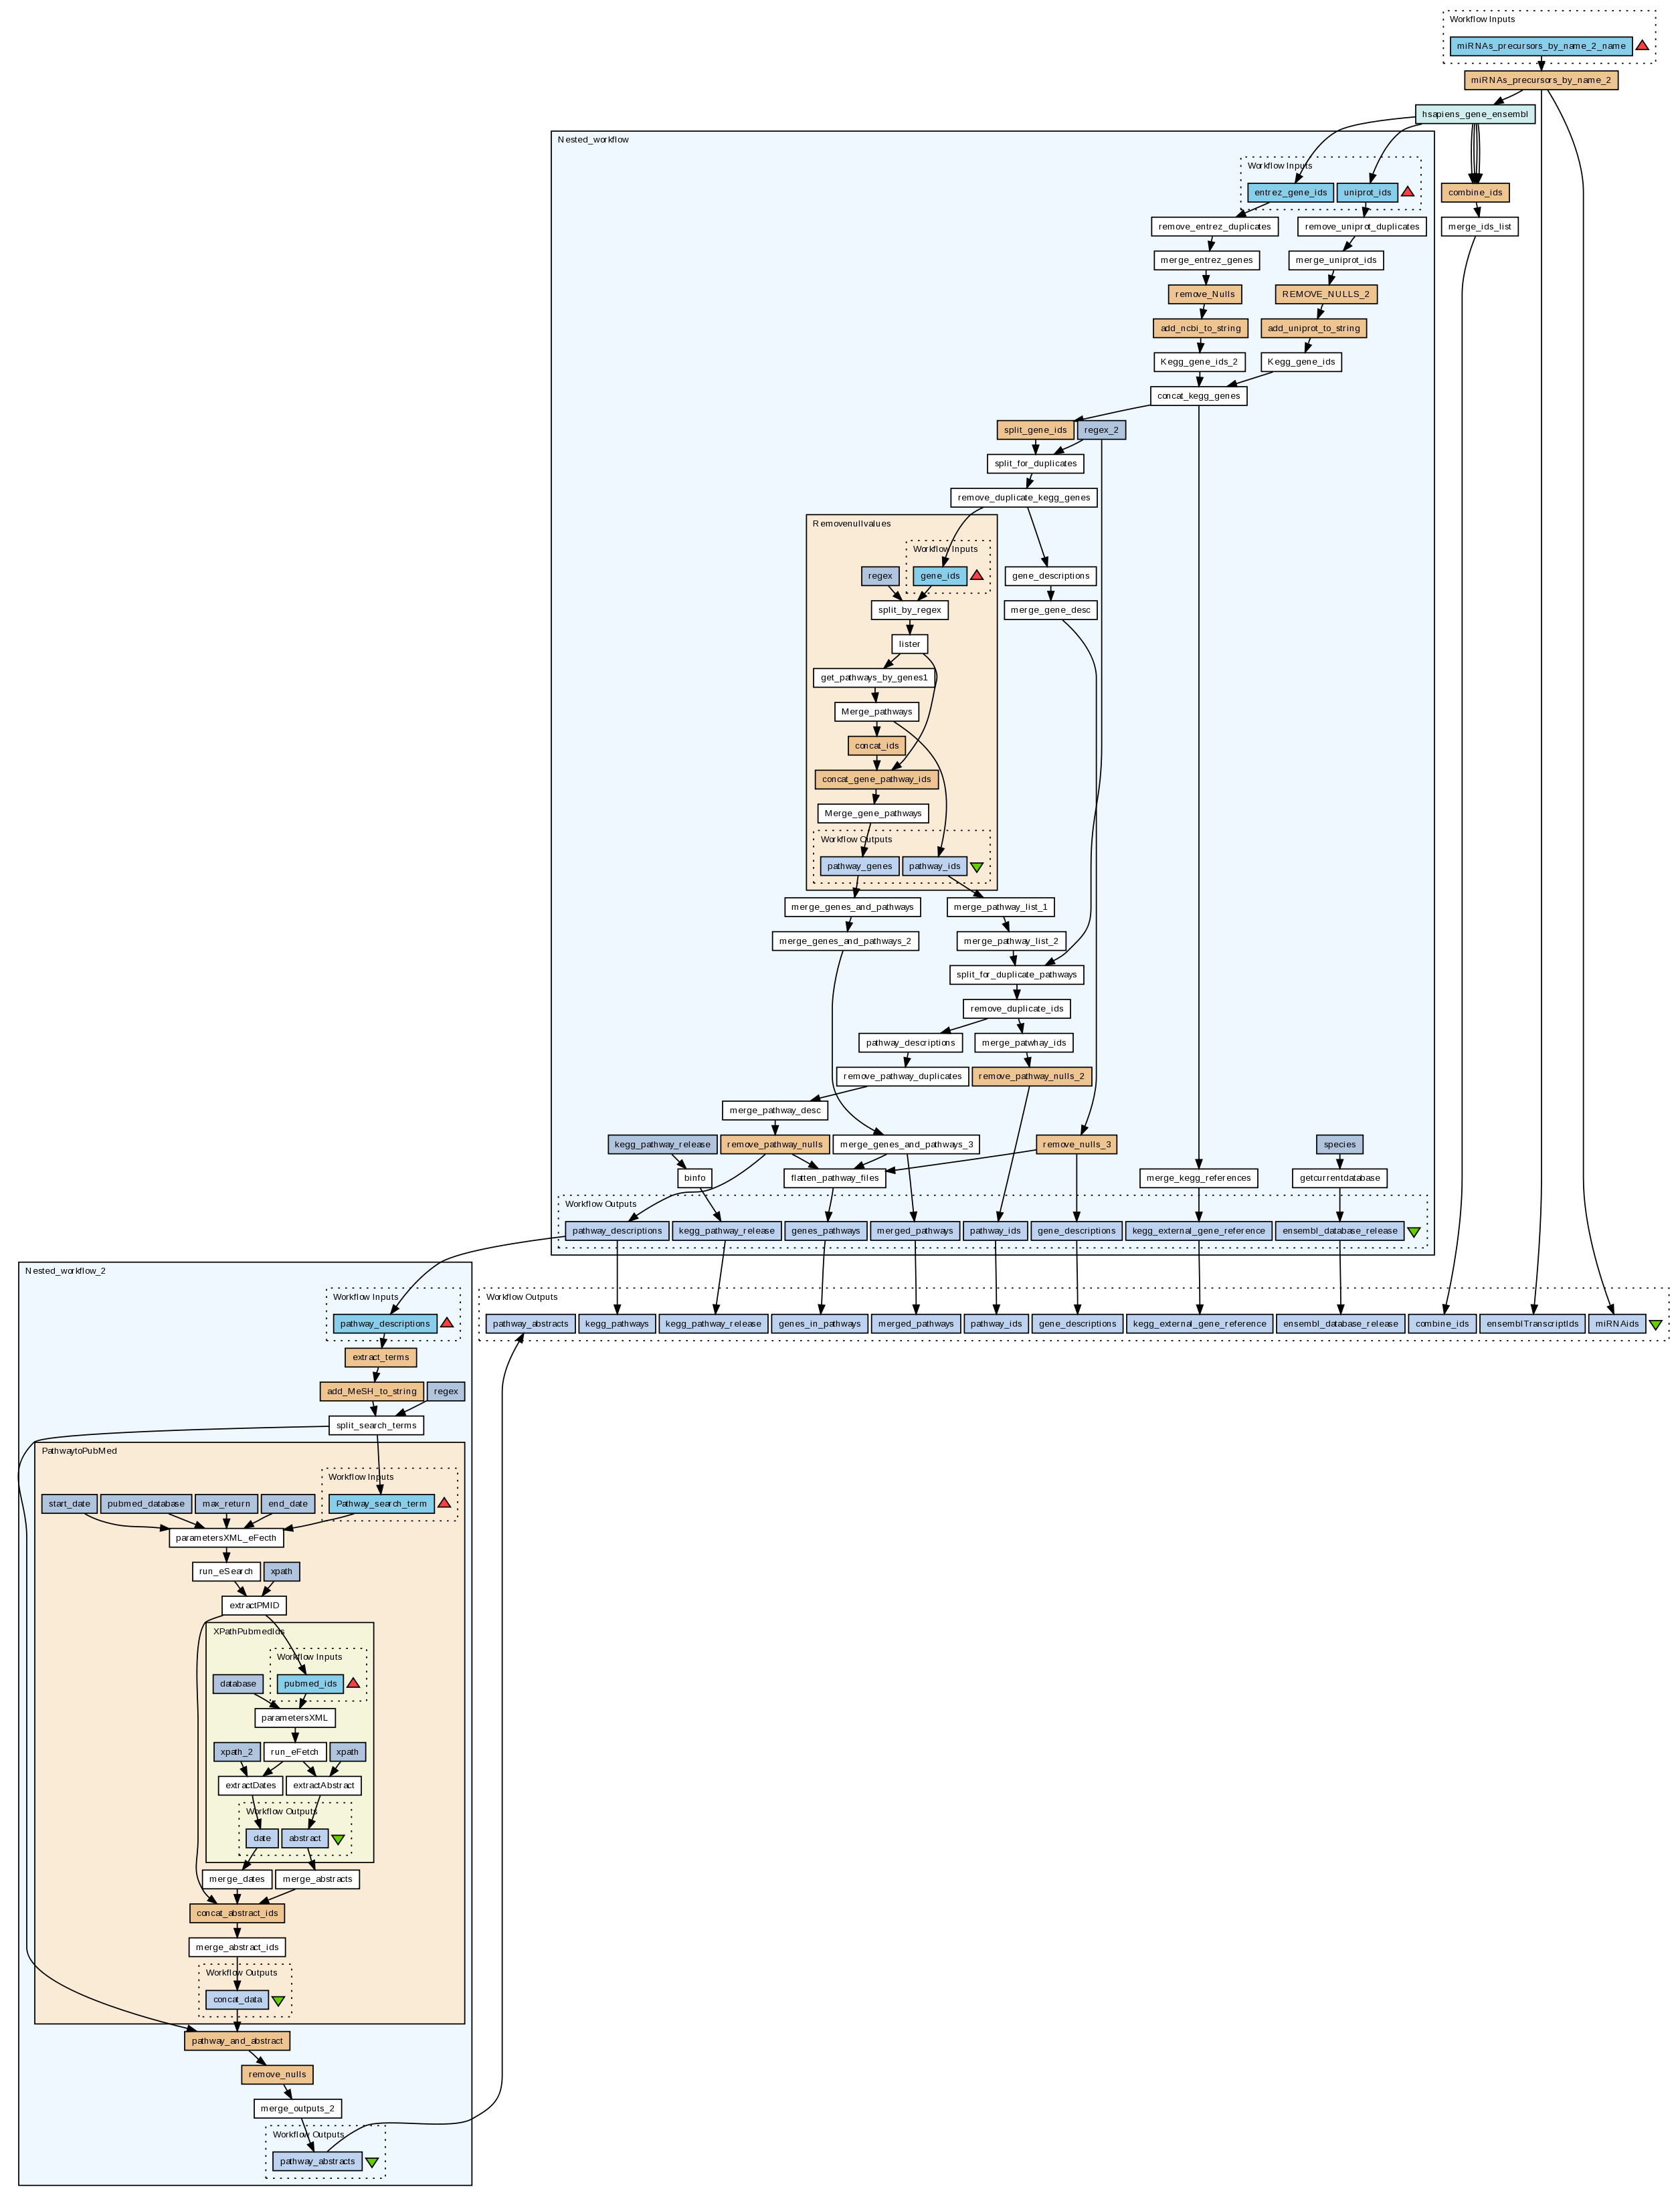 Workflow Inputs
miRNAs_precursors_by_name_2_name
miRNAs_precursors_by_name_2
hsapiens_gene_ensembl
Nested_workflow
Workflow Inputs
entrez_gene_ids
uniprot_ids
combine_ids
remove_entrez_duplicates
remove_uniprot_duplicates
merge_ids_list
merge_entrez_genes
merge_uniprot_ids
remove_Nulls
REMOVE_NULLS_2
add_ncbi_to_string
add_uniprot_to_string
Kegg_gene_ids_2
Kegg_gene_ids
concat_kegg_genes
split_gene_ids
regex_2
split_for_duplicates
remove_duplicate_kegg_genes
Removenullvalues
Workflow Inputs
regex
gene_ids
gene_descriptions
split_by_regex
merge_gene_desc
lister
get_pathways_by_genes1
Merge_pathways
concat_ids
concat_gene_pathway_ids
Merge_gene_pathways
Workflow Outputs
pathway_genes
pathway_ids
merge_genes_and_pathways
merge_pathway_list_1
merge_genes_and_pathways_2
merge_pathway_list_2
split_for_duplicate_pathways
remove_duplicate_ids
pathway_descriptions
merge_patwhay_ids
remove_pathway_duplicates
remove_pathway_nulls_2
merge_pathway_desc
kegg_pathway_release
remove_pathway_nulls
merge_genes_and_pathways_3
remove_nulls_3
species
binfo
flatten_pathway_files
merge_kegg_references
getcurrentdatabase
Workflow Outputs
pathway_descriptions
kegg_pathway_release
genes_pathways
merged_pathways
pathway_ids
gene_descriptions
kegg_external_gene_reference
ensembl_database_release
Nested_workflow_2
Workflow Inputs
pathway_descriptions
Workflow Outputs
pathway_abstracts
kegg_pathways
kegg_pathway_release
genes_in_pathways
merged_pathways
pathway_ids
gene_descriptions
kegg_external_gene_reference
ensembl_database_release
combine_ids
ensemblTranscriptIds
miRNAids
extract_terms
add_MeSH_to_string
regex
split_search_terms
PathwaytoPubMed
Workflow Inputs
start_date
pubmed_database
max_return
end_date
Pathway_search_term
parametersXML_eFecth
run_eSearch
xpath
extractPMID
XPathPubmedIds
Workflow Inputs
database
pubmed_ids
parametersXML
xpath_2
run_eFetch
xpath
extractDates
extractAbstract
Workflow Outputs
date
abstract
merge_dates
merge_abstracts
concat_abstract_ids
merge_abstract_ids
Workflow Outputs
concat_data
pathway_and_abstract
remove_nulls
merge_outputs_2
Workflow Outputs
pathway_abstracts